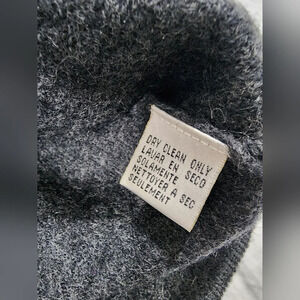 DRY CLEAN ONLY
LAVAR EN SECO
SOLAMENTE
NETTOYER A SEC
SEULEMENT